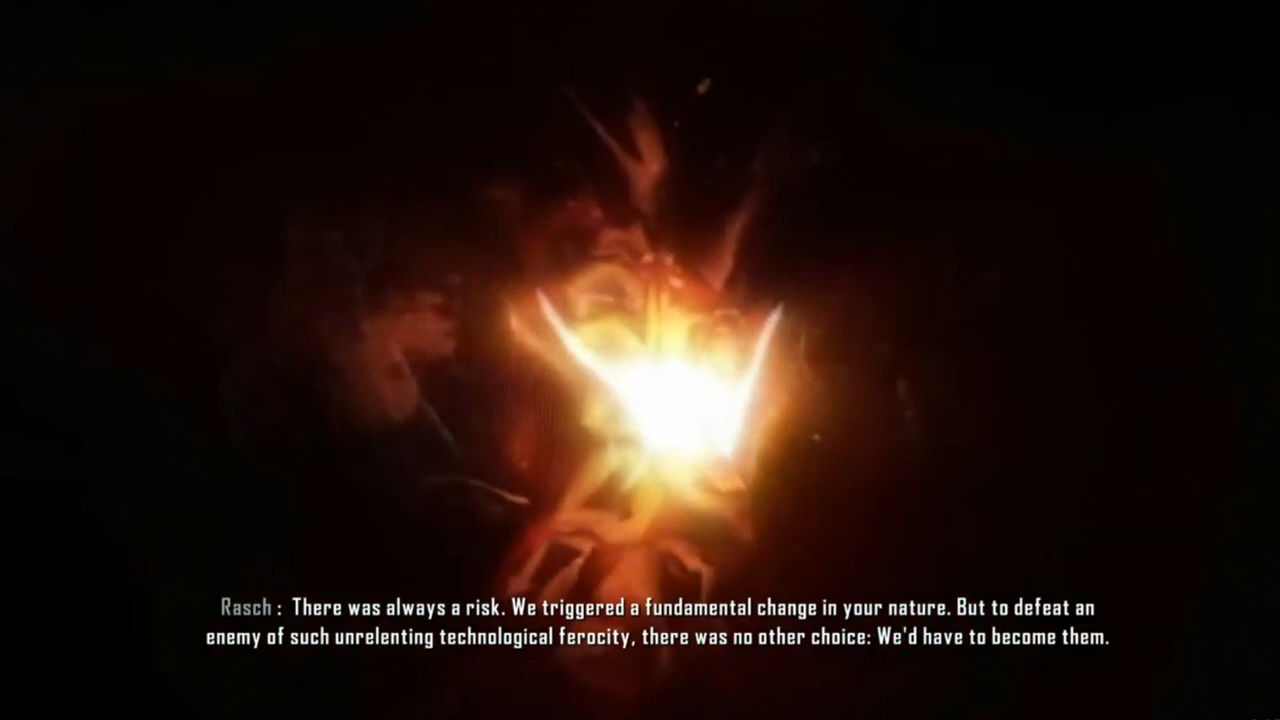 Rasch : There was always a risk. We triggered a fundamental change in your nature. But to defeat an
enemy of such unrelenting technological ferocity, there was no other choice: We'd have to become them.